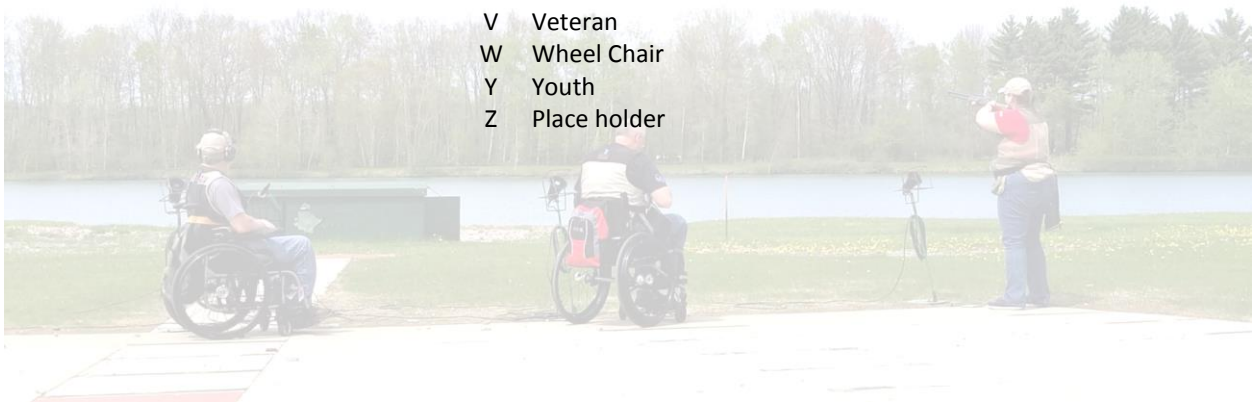 V Veteran
W Wheel Chair
Y Youth
Z Place holder